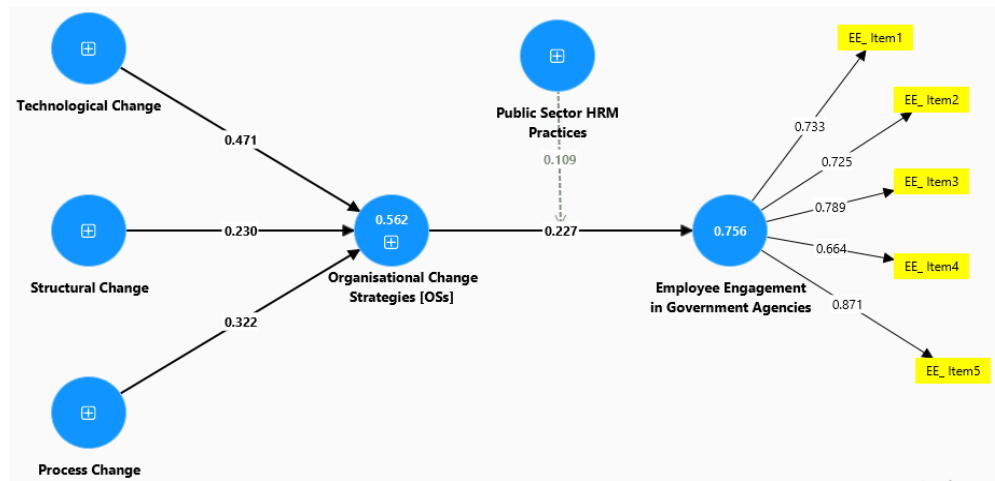 EE_ Item1
Technological Change
Public Sector HRM
Practices
EE_ Item2
0.733
0.471
0.109
0.725
EE_ Item3
0.789
0.562
0.230
0.227
0.756
0.664
EE_ Item4
Structural Change
Organisational Change
Strategies [OSs]
Employee Engagement
in Government Agencies
0.871
0.322
EE_ Item5
Process Change